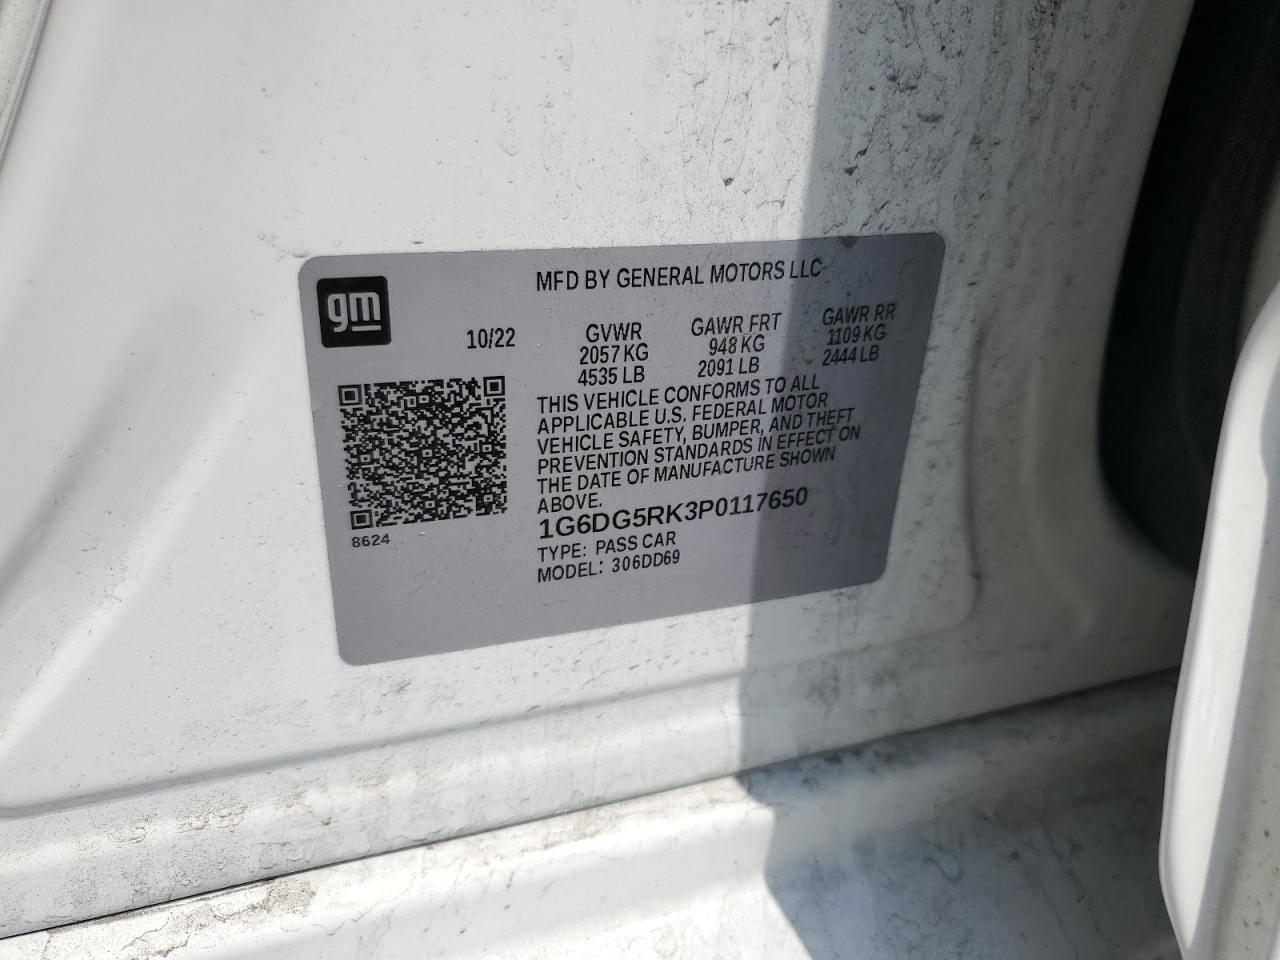 gm
MFD BY GENERAL MOTORS LLC
10/22
GVWR
2057 KG
4535 LB
GAWR FRT
948 KG
2091 LB
GAWR RR
1109 KG
2444 LB
THIS VEHICLE CONFORMS TO ALL
APPLICABLE U.S. FEDERAL MOTOR
VEHICLE SAFETY, BUMPER, AND THEFT
PREVENTION STANDARDS IN EFFECT ON
THE DATE OF MANUFACTURE SHOWN
ABOVE.
1G6DG5RK3P0117650
TYPE: PASS CAR
MODEL: 306DD69
8624